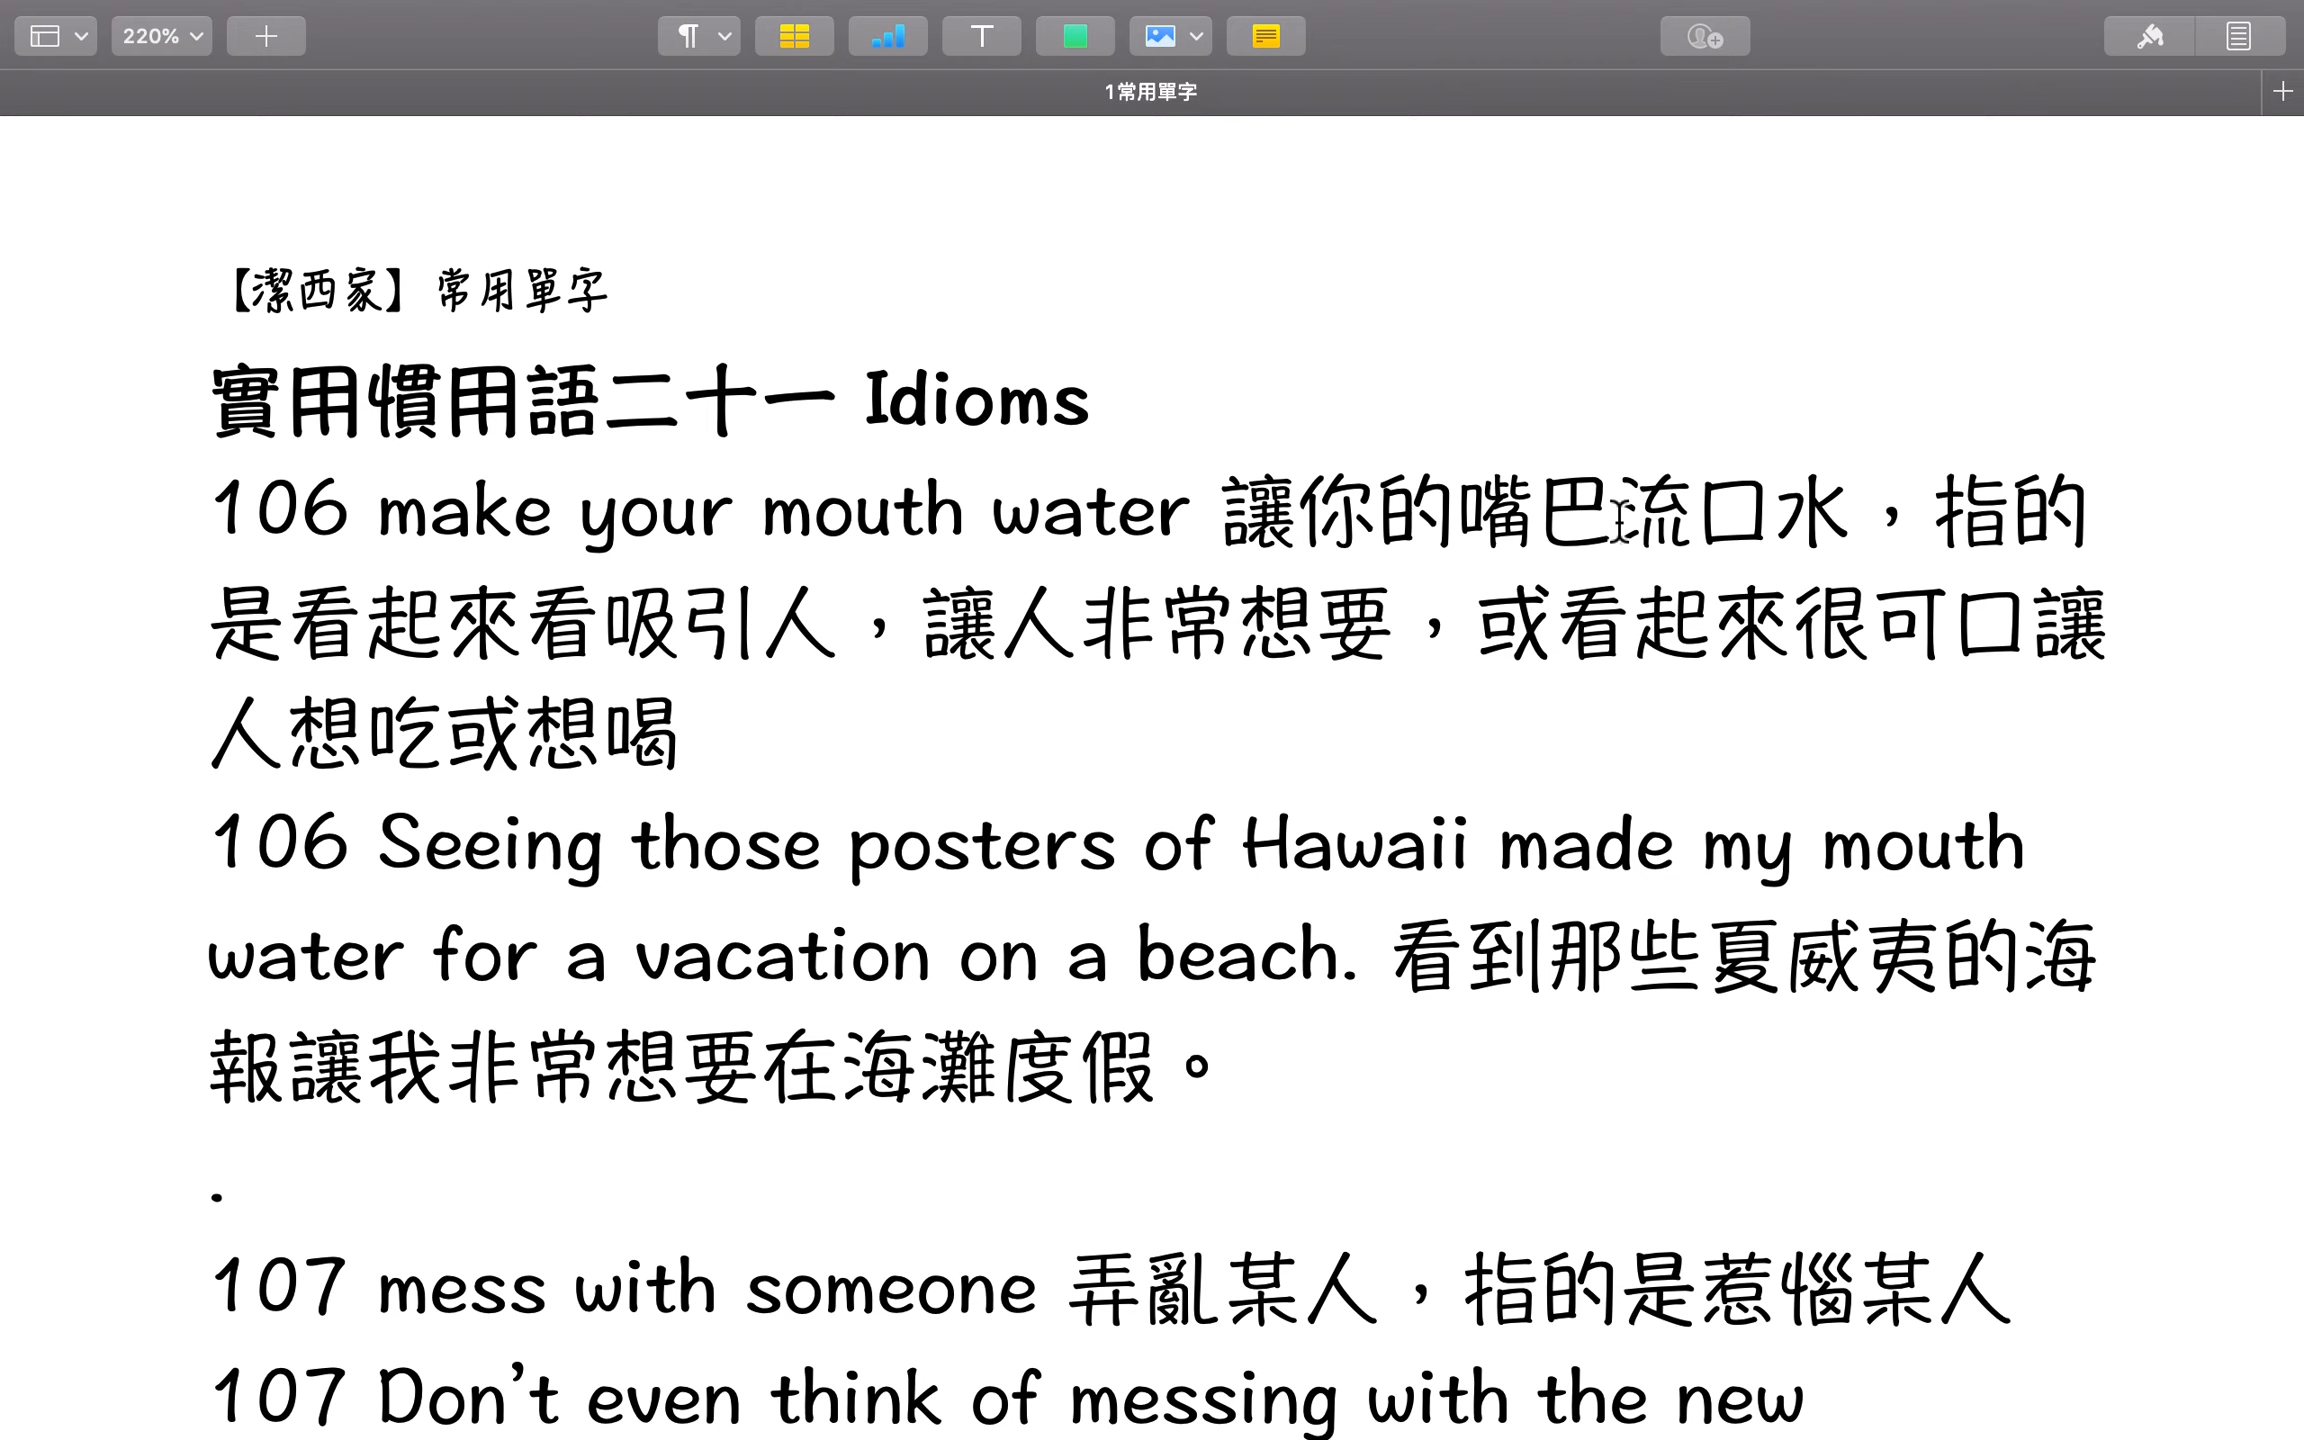 220%
1常用單字
【潔西家】常用單字
實用慣用語二十一 Idioms
106 make your mouth water 讓你的嘴巴流口水，指的
是看起來看吸引人，讓人非常想要，或看起來很可口讓
人想吃或想喝
106 Seeing those posters of Hawaii made my mouth
water for a vacation on a beach. 看到那些夏威夷的海
報讓我非常想要在海灘度假。
.
107 mess with someone 弄亂某人，指的是惹惱某人
107 Don’t even think of messing with the new